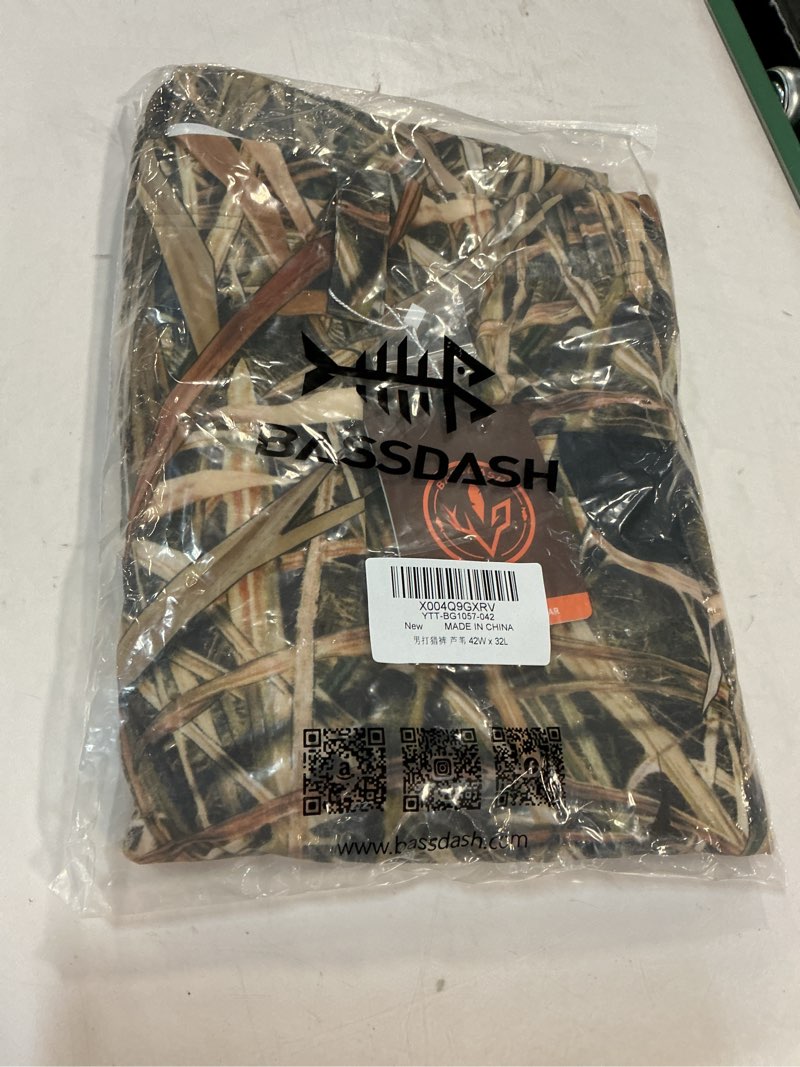 BASSDASH
X004Q9GXRV
YTT-BG1057-042
New MADE IN CHINA
男打猎裤 芦苇 42W x 32L
www.bassdash.com